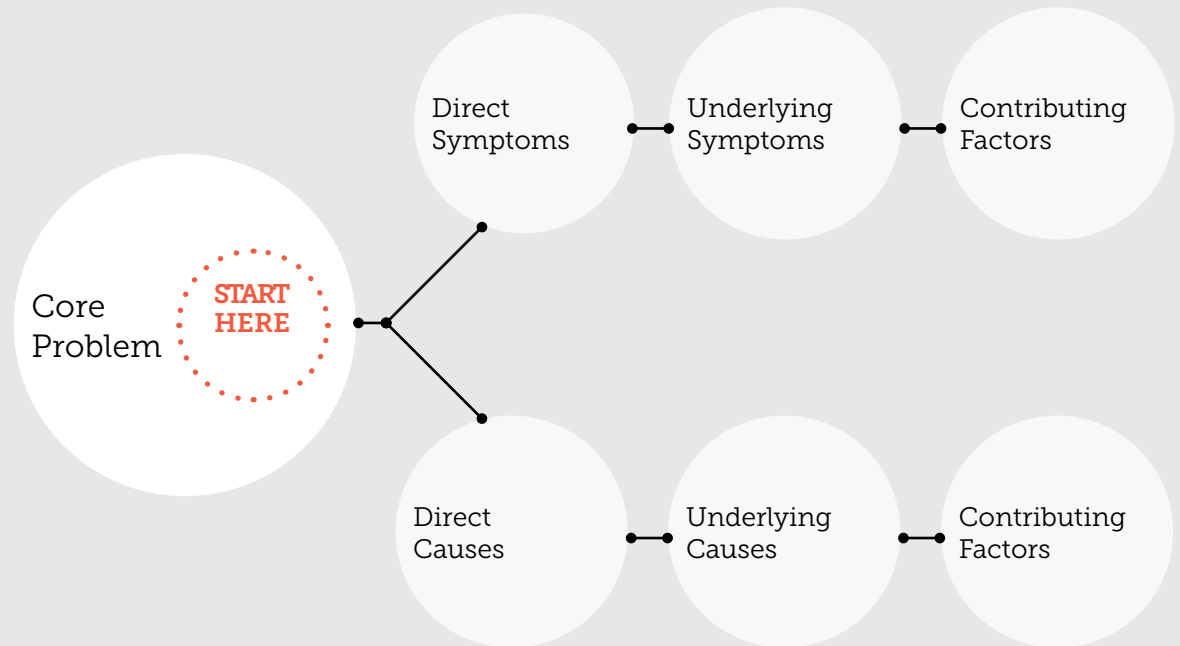 Direct
Symptoms
Underlying
Symptoms
Contributing
Factors
Core
Problem
START
HERE
Direct
Causes
Underlying
Causes
Contributing
Factors